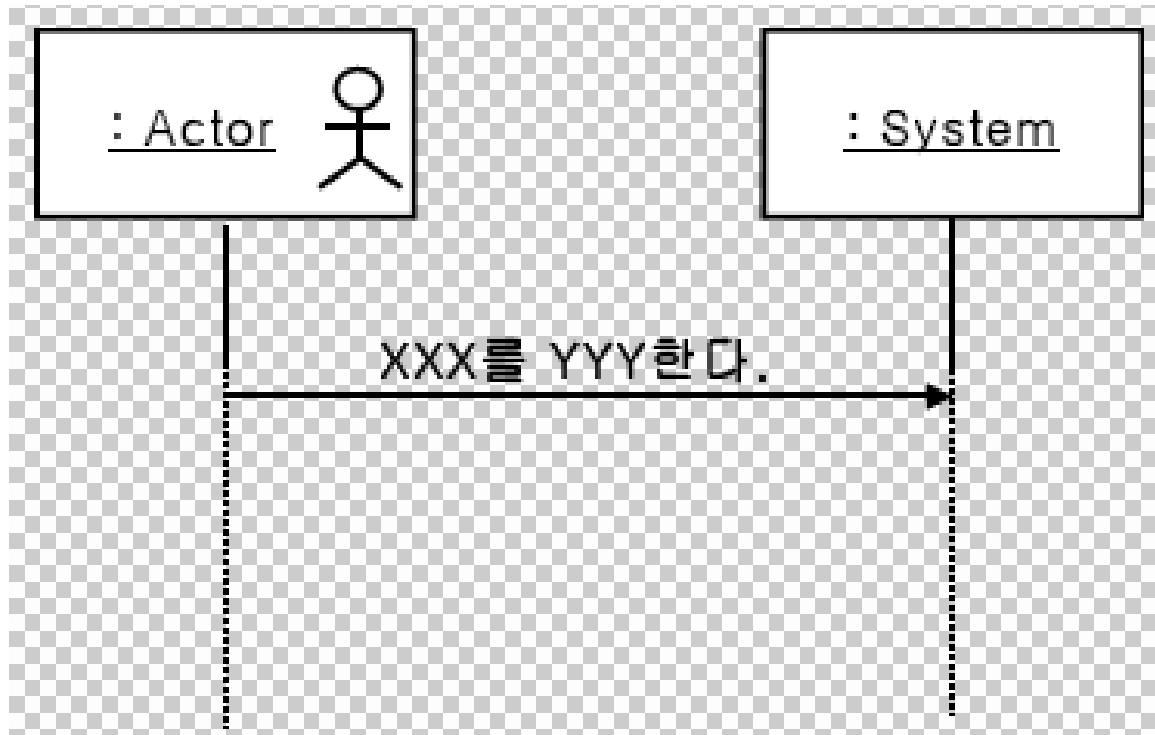 : Actor
: System
XXX를 YYY한다.